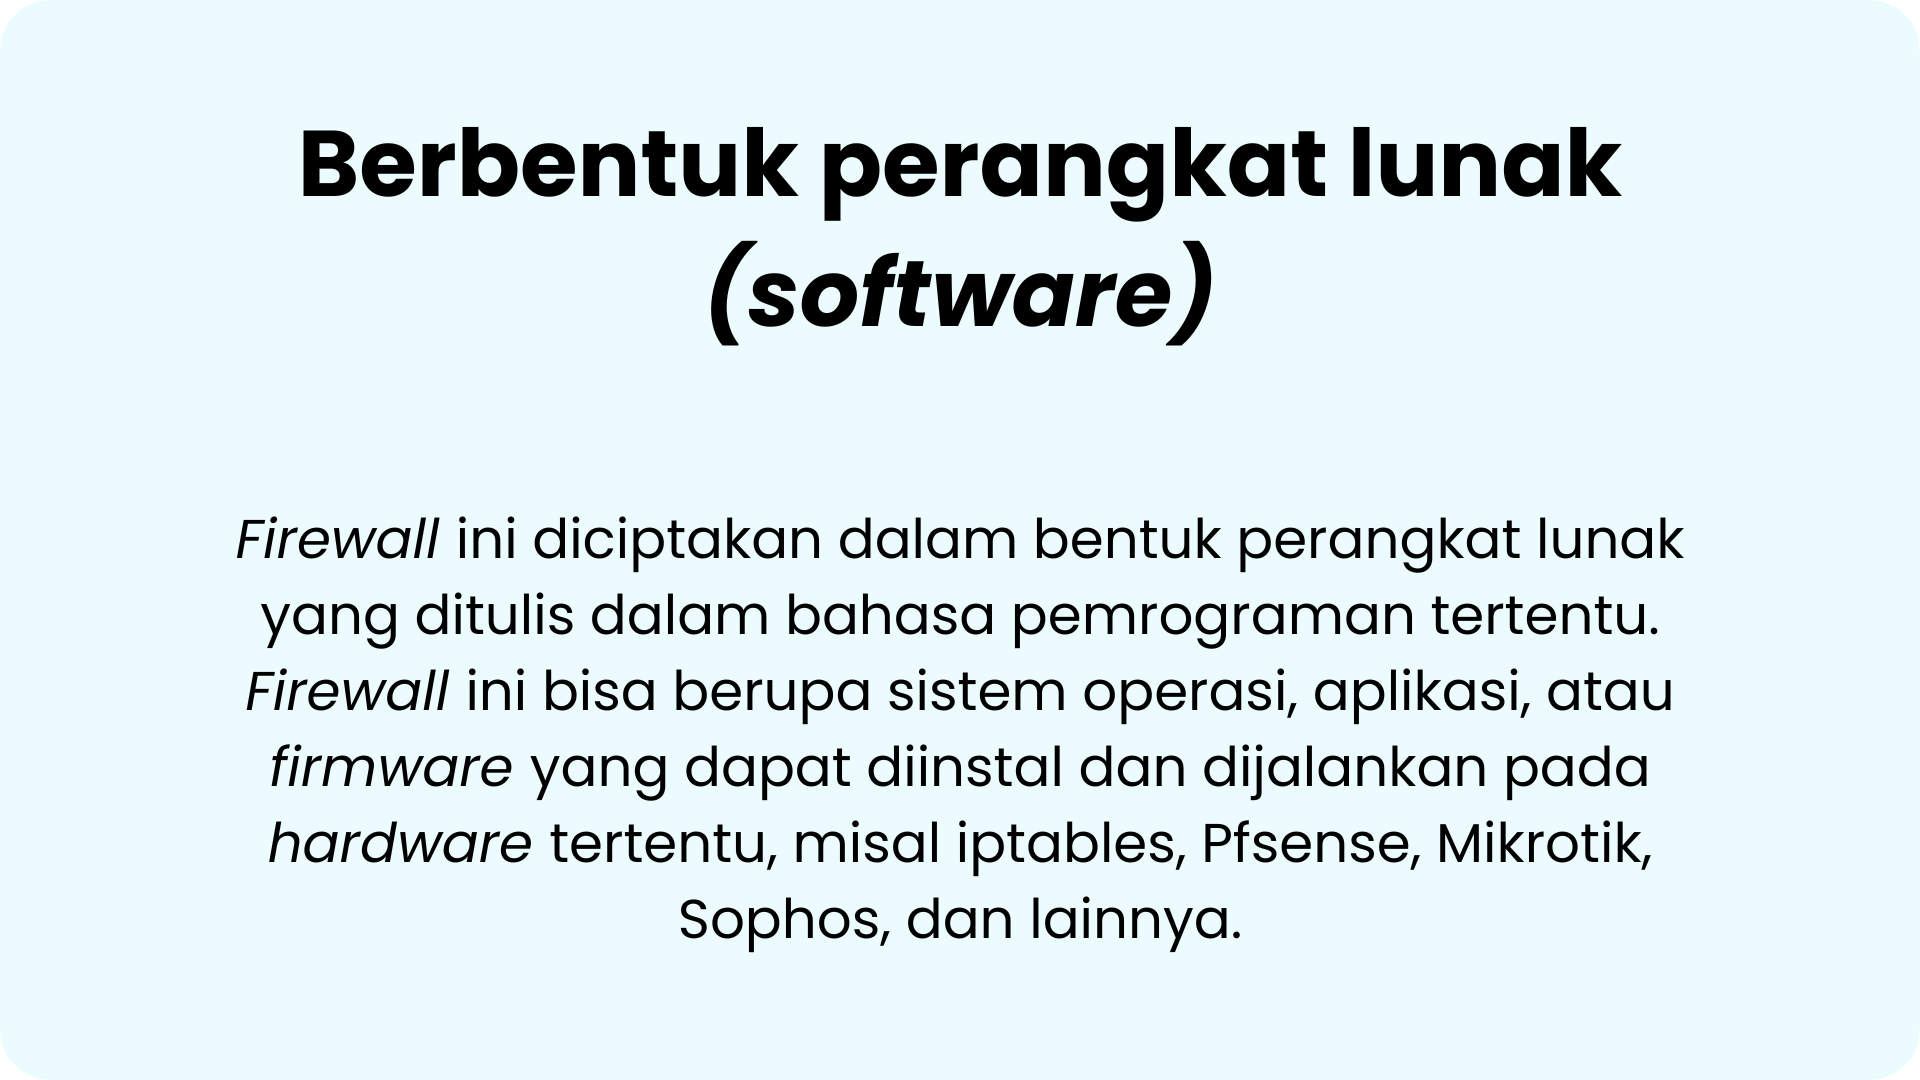 Berbentuk perangkat lunak
(software)
Firewall ini diciptakan dalam bentuk perangkat lunak
yang ditulis dalam bahasa pemrograman tertentu.
Firewall ini bisa berupa sistem operasi, aplikasi, atau
firmware yang dapat diinstal dan dijalankan pada
hardware tertentu, misal iptables, Pfsense, Mikrotik,
Sophos, dan lainnya.